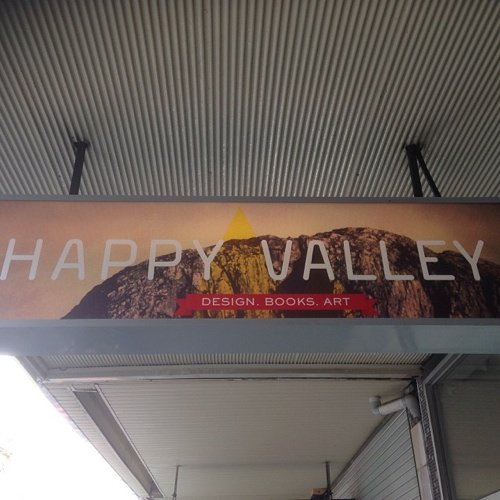 HAPPY VALLEY
DESIGN. BOOKS. ART